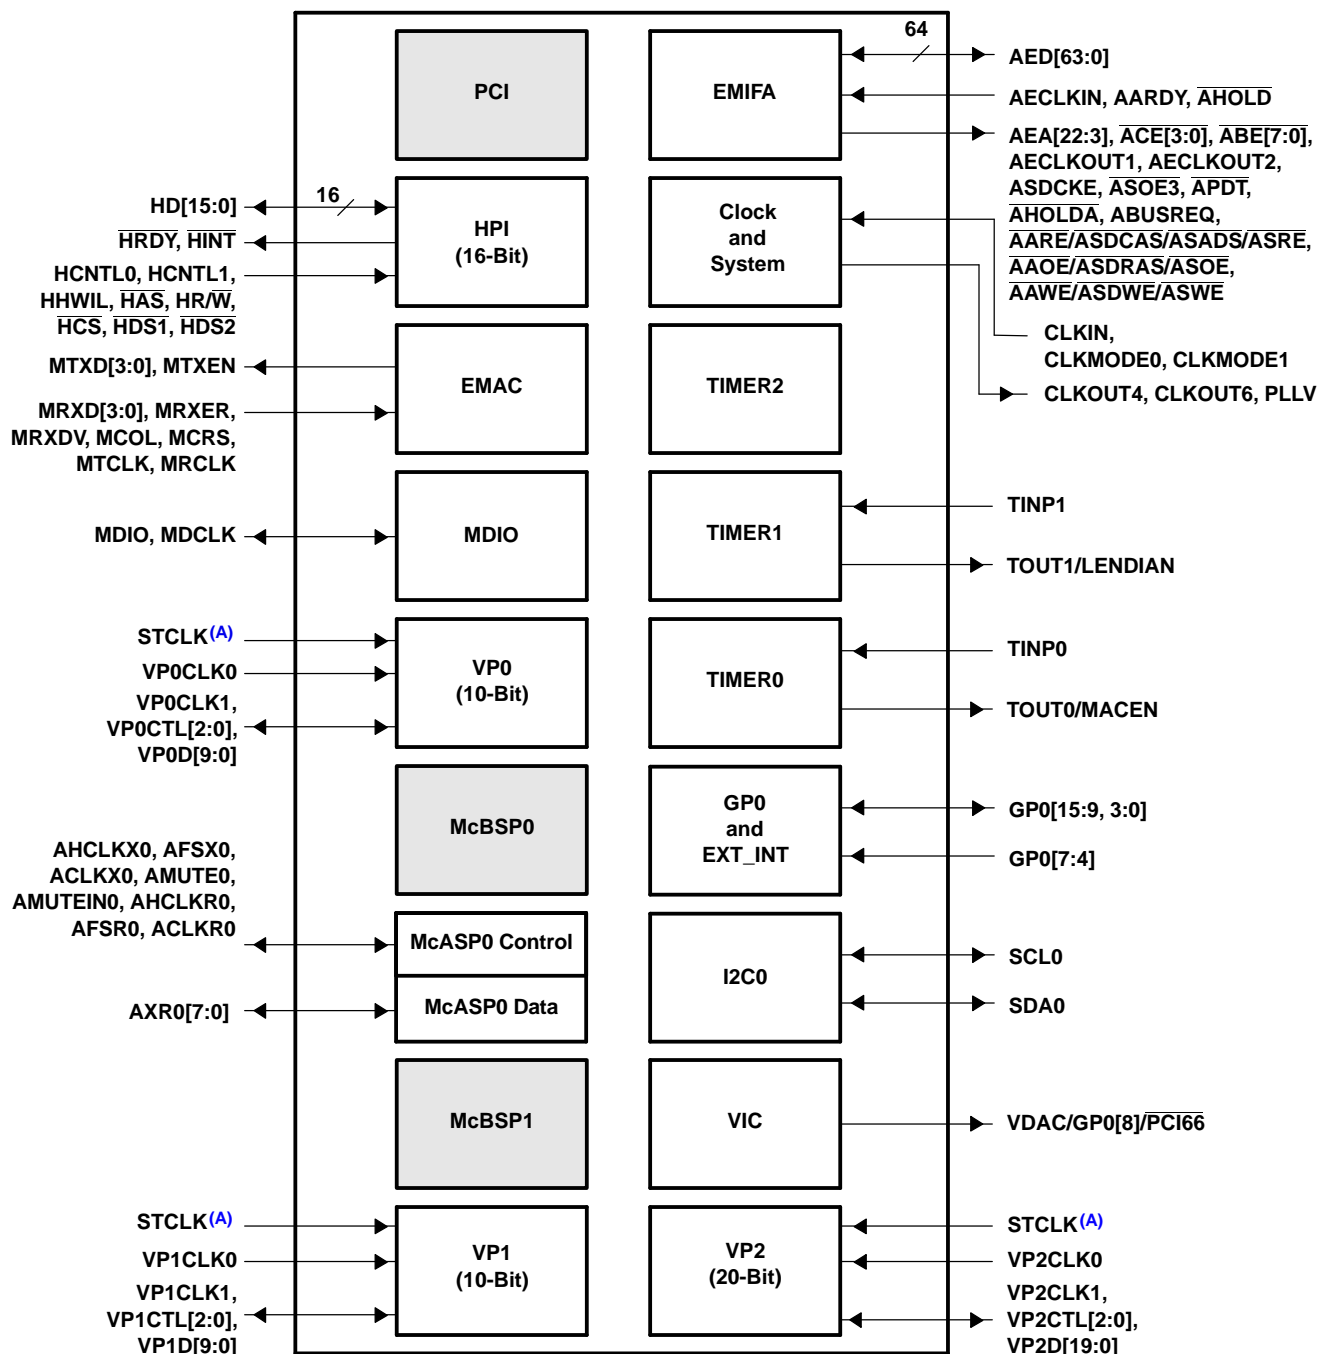 PCI
EMIFA
64
AED[63:0]
AECLKIN, AARDY, AHOLD
AEA[22:3], ACE[3:0], ABE[7:0],
AECLKOUT1, AECLKOUT2,
ASDCKE, ASOE3, APDT,
AHOLDA, ABUSREQ,
AARE/ASDCAS/ASADS/ASRE,
AAOE/ASDRAS/ASOE,
AAWE/ASDWE/ASWE
HD[15:0]
16
HRDY, HINT
HCNTL0, HCNTL1,
HHWIL, HAS, HR/W,
HCS, HDS1, HDS2
HPI
(16-Bit)
Clock
and
System
CLKIN,
CLKMODE0, CLKMODE1
CLKOUT4, CLKOUT6, PLLV
MTXD[3:0], MTXEN
MRXD[3:0], MRXER,
MRXDV, MCOL, MCRS,
MTCLK, MRCLK
EMAC
TIMER2
MDIO, MDCLK
MDIO
TIMER1
TINP1
TOUT1/LENDIAN
STCLK(A)
VP0CLK0
VP0CLK1,
VP0CTL[2:0],
VP0D[9:0]
VP0
(10-Bit)
TIMER0
TINP0
TOUT0/MACEN
McBSP0
GP0
and
EXT_INT
GP0[15:9, 3:0]
GP0[7:4]
AHCLKX0, AFSX0,
ACLKX0, AMUTE0,
AMUTEIN0, AHCLKR0,
AFSR0, ACLKR0
McASP0 Control
AXR0[7:0]
McASP0 Data
I2C0
SCL0
SDA0
McBSP1
VIC
VDAC/GP0[8]/PCI66
STCLK(A)
VP1CLK0
VP1CLK1,
VP1CTL[2:0],
VP1D[9:0]
VP1
(10-Bit)
VP2
(20-Bit)
STCLK(A)
VP2CLK0
VP2CLK1,
VP2CTL[2:0],
VP2D[19:0]